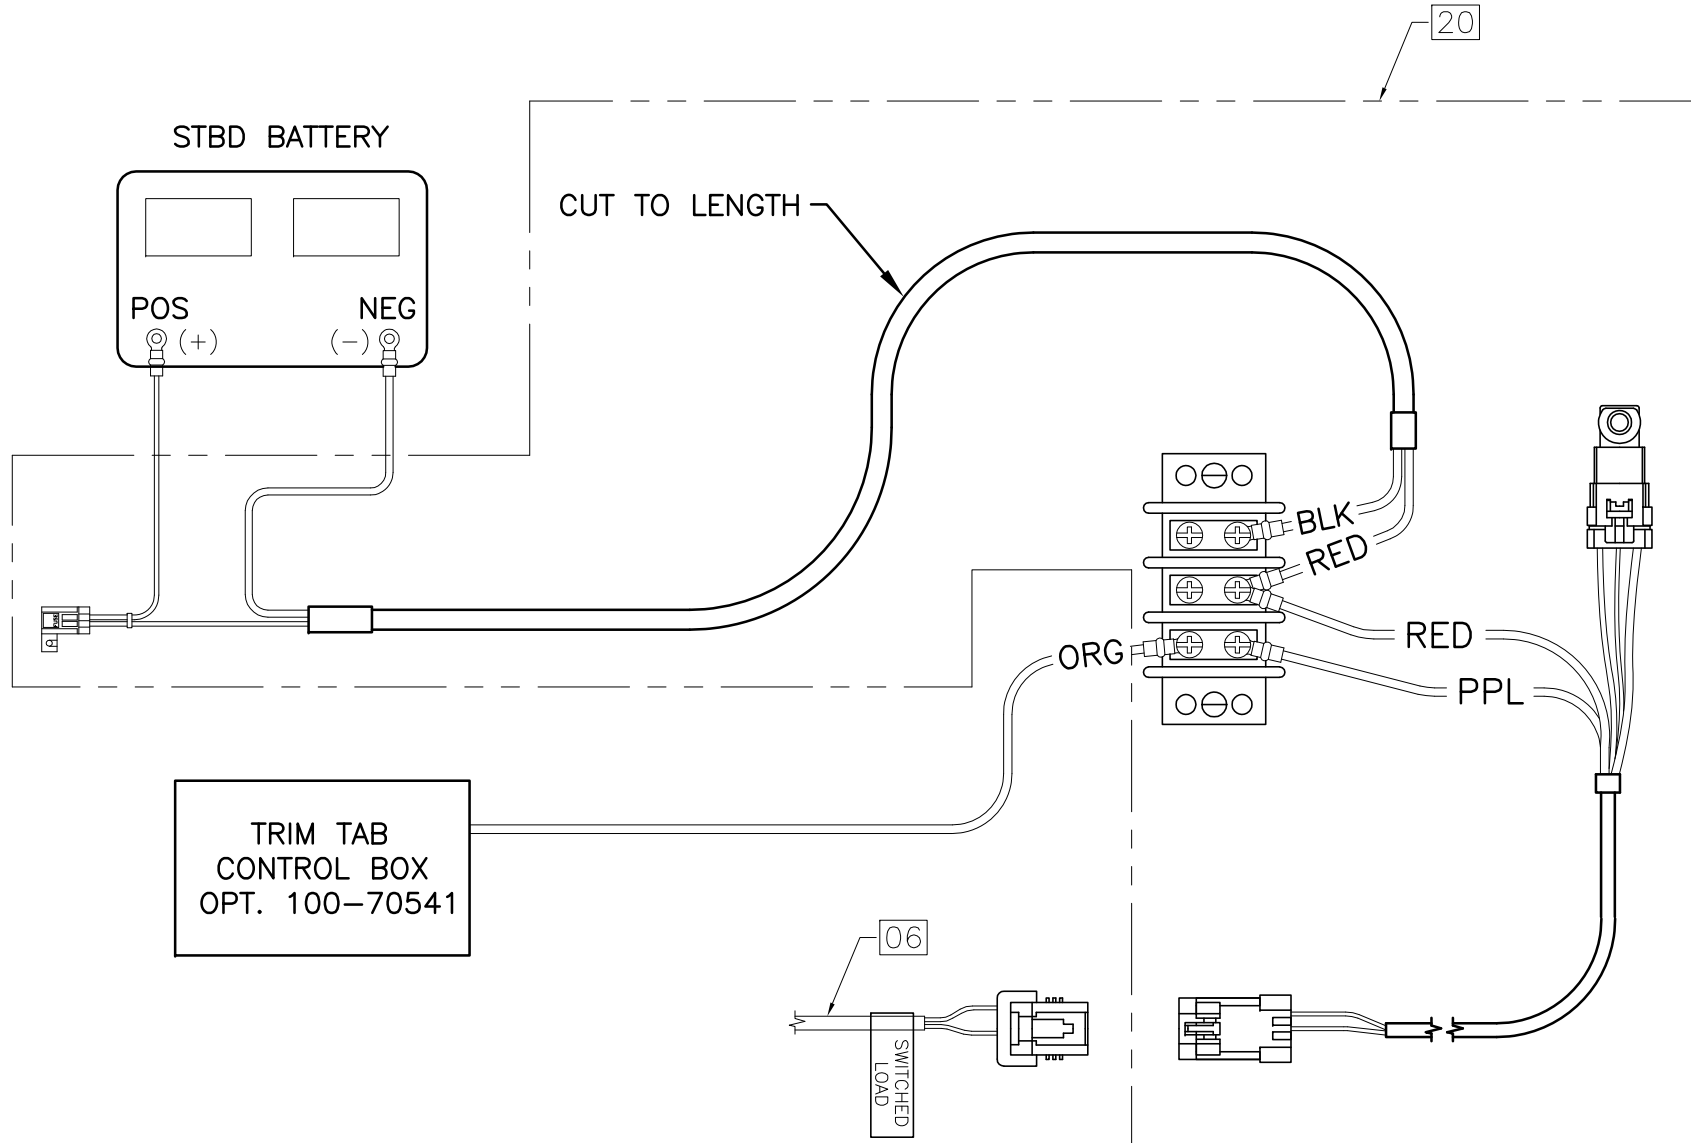 20
STBD BATTERY
CUT TO LENGTH
POS
NEG
(+)
(-)
BLK
RED
FUSE
ORG
RED
PPL
TRIM TAB
CONTROL BOX
OPT. 100-70541
06
SWITCHED
LOAD